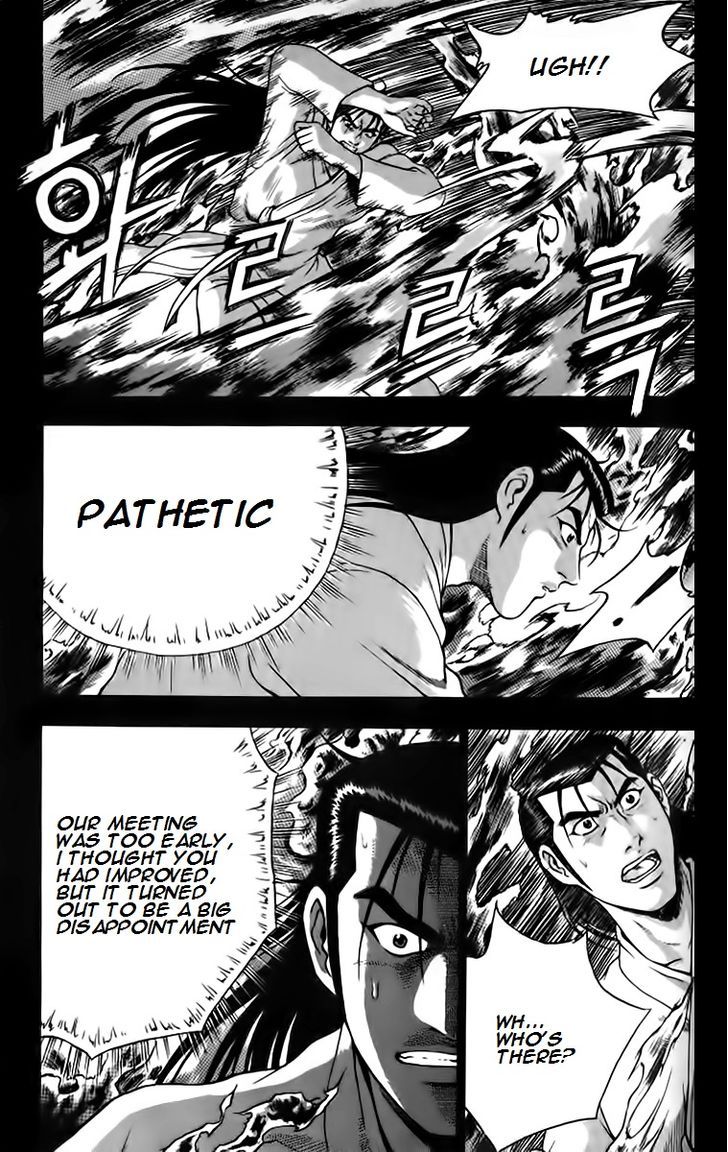 UGH!!
화르르륵
PATHETIC
OUR MEETING
WAS TOO EARLY,
I THOUGHT YOU
HAD IMPROVED,
BUT IT TURNED
OUT TO BE A BIG
DISAPPOINTMENT
WH...
WHO'S
THERE?